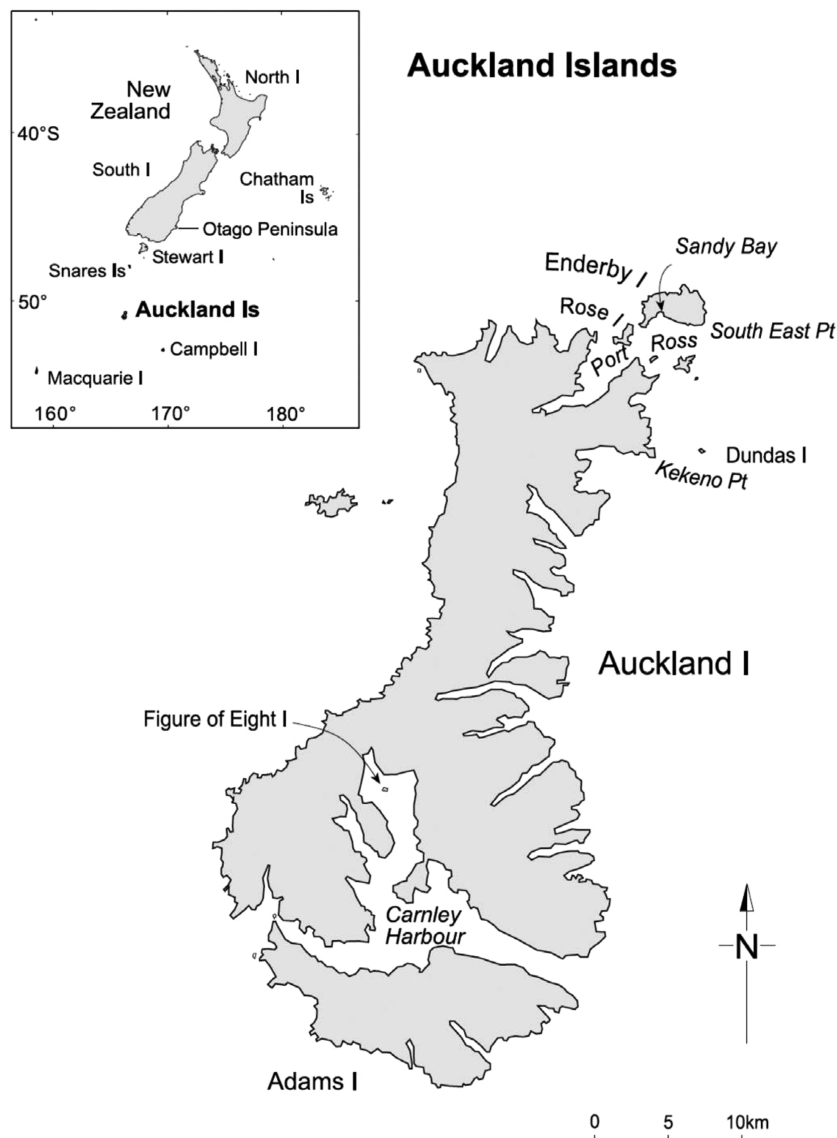 Auckland Islands
North I
New
Zealand
40°S
South I
Chatham
Is
Otago Peninsula
Stewart I
Snares Is
50°
Auckland Is
Campbell I
Macquarie I
160°
170°
180°
Sandy Bay
Enderby I
Rose I
South East Pt
Port Ross
Dundas I
Kekeno Pt
Auckland I
Figure of Eight I
Carnley
Harbour
N
Adams I
0 5 10km